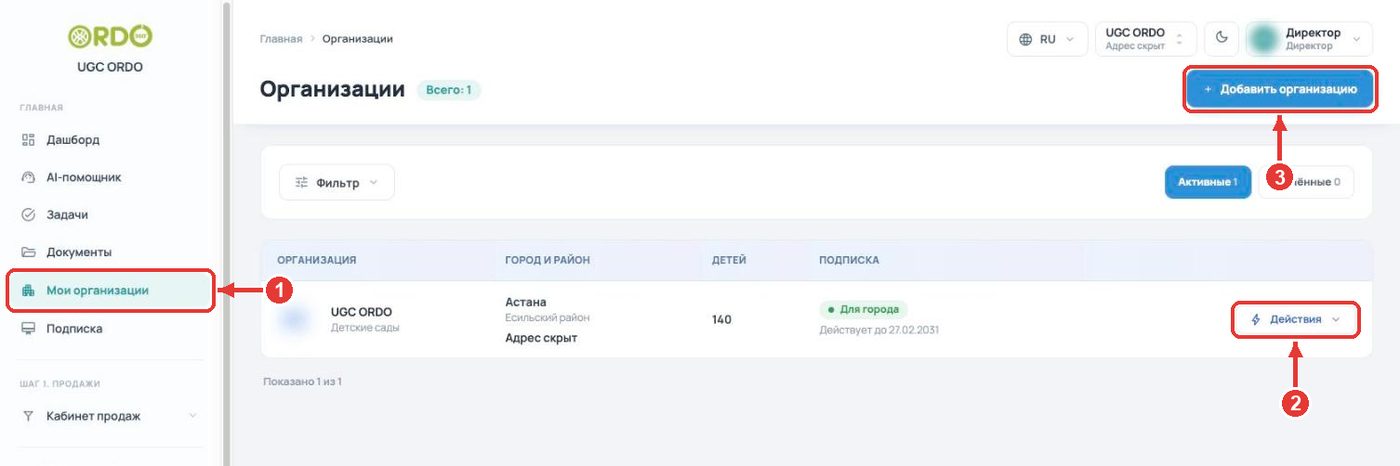 ORDO
UGC ORDO
ГЛАВНАЯ
Дашборд
AI-помощник
Задачи
Документы
Мои организации
Подписка
ШАГ 1. ПРОДАЖИ
Кабинет продаж
1
Главная > Организации
RU
UGC ORDO
Адрес скрыт
Директор
Директор
Организации
Всего: 1
+ Добавить организацию
3
Фильтр
Активные 1
ённые 0
ОРГАНИЗАЦИЯ ГОРОД И РАЙОН ДЕТЕЙ ПОДПИСКА
UGC ORDO
Детские сады
Астана
Есильский район
Адрес скрыт
140
Для города
Действует до 27.02.2031
Действия
2
Показано 1 из 1